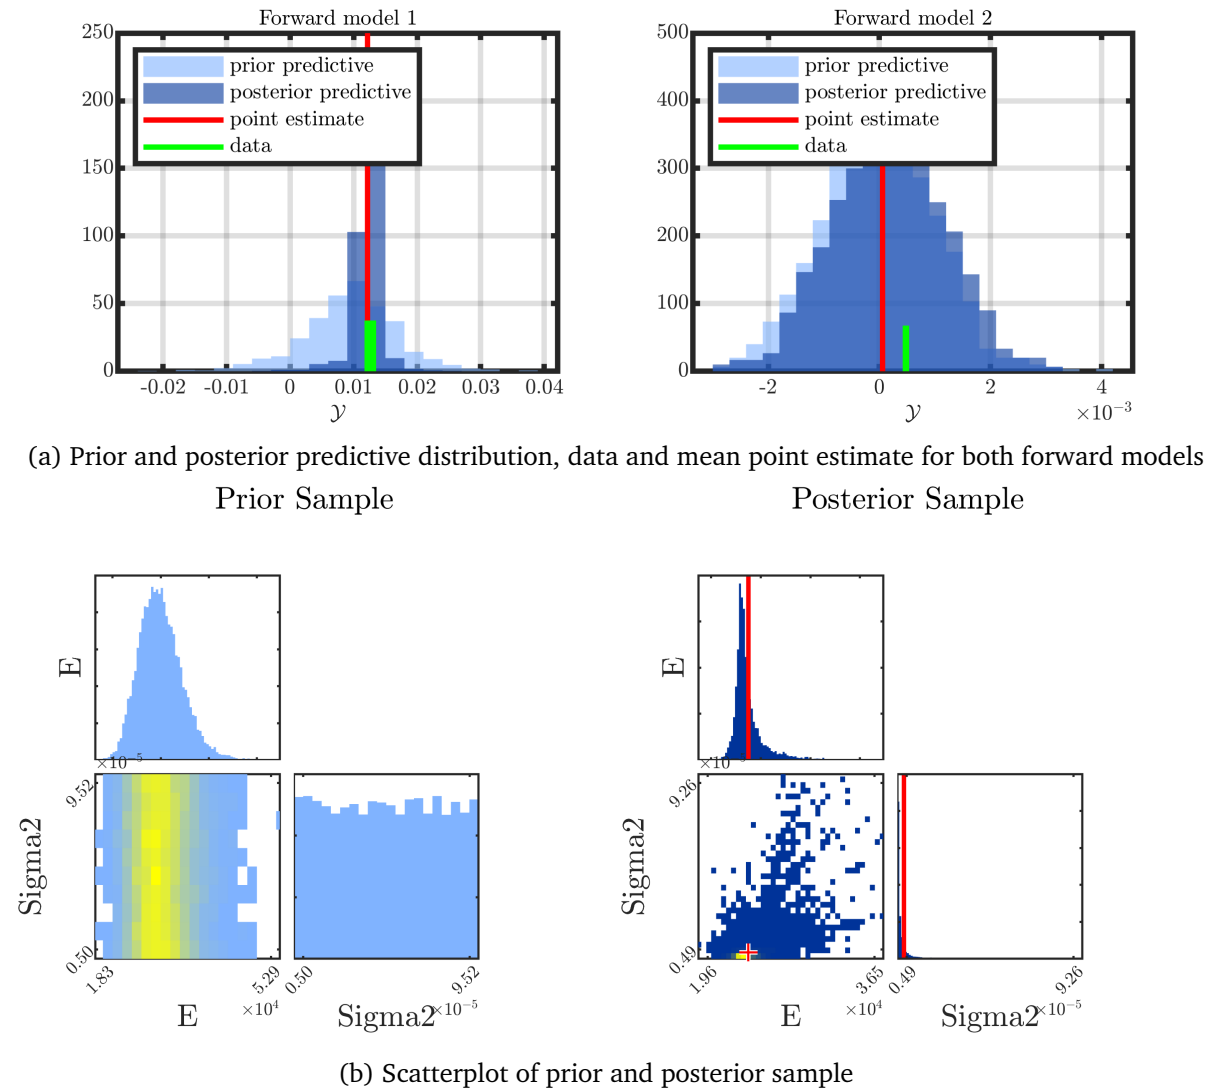 Forward model 1
250
200
150
100
50
0
prior predictive
posterior predictive
point estimate
data
-0.02 -0.01 0 0.01 0.02 0.03 0.04
y
Forward model 2
500
400
300
200
100
0
prior predictive
posterior predictive
point estimate
data
-2 0 2 4
y
×10⁻³
(a) Prior and posterior predictive distribution, data and mean point estimate for both forward models
Prior Sample
E
×10⁻⁵
9.52
0.50
Sigma2
1.83 5.29
×10⁴
E
0.50 9.52
×10⁻⁵
Sigma2
Posterior Sample
E
9.26
0.49
Sigma2
1.96 3.65
×10⁴
E
0.49 9.26
×10⁻⁵
Sigma2
(b) Scatterplot of prior and posterior sample